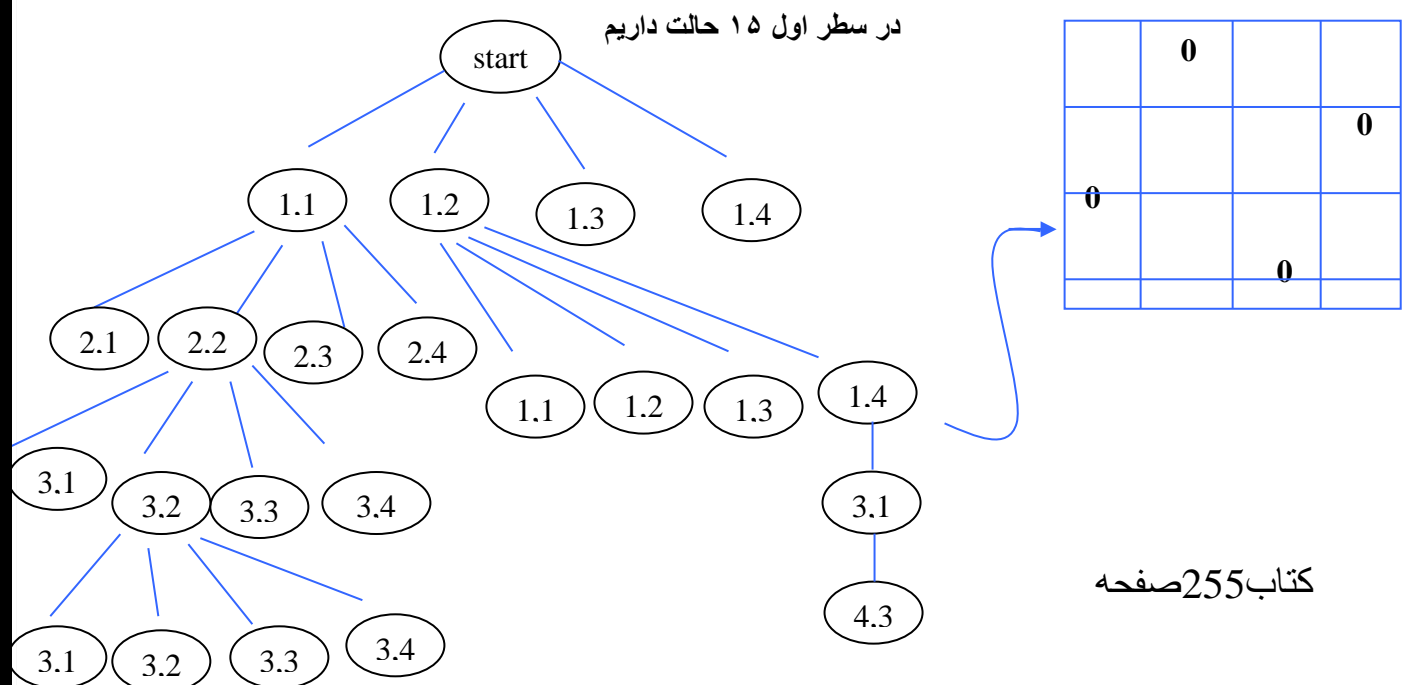 در سطر اول ۱۵ حالت داریم
start
0
0
0
0
1,1 1,2 1,3 1,4
2,1 2,2 2,3 2,4
1,1 1,2 1,3 1,4
3,1 3,2 3,3 3,4
3,1
3,1 3,2 3,3 3,4
4,3
کتاب255صفحه